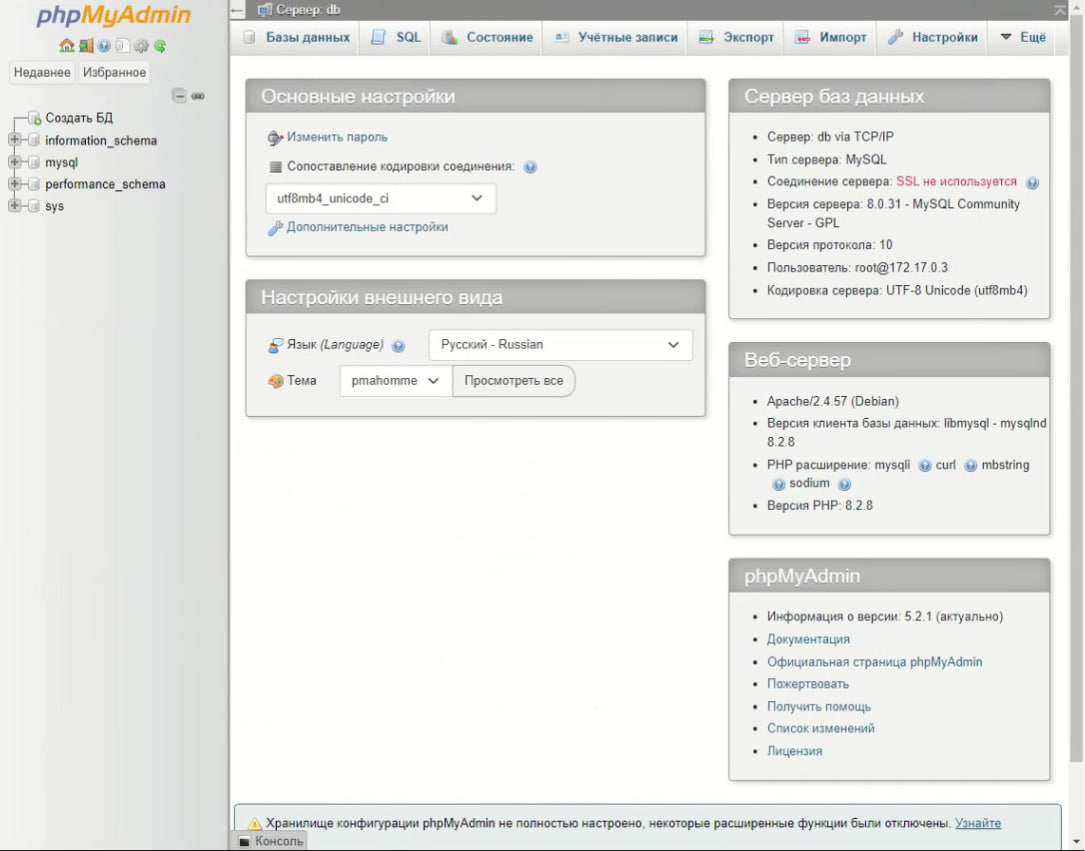 phpMyAdmin
Недавнее Избранное
Создать БД
information_schema
mysql
performance_schema
sys
Сервер: db
Базы данных SQL Состояние Учётные записи Экспорт Импорт Настройки Ещё
Основные настройки
Изменить пароль
Сопоставление кодировки соединения:
utf8mb4_unicode_ci
Дополнительные настройки
Настройки внешнего вида
Язык (Language) Русский - Russian
Тема pmahomme Просмотреть все
Сервер баз данных
Сервер: db via TCP/IP
Тип сервера: MySQL
Соединение сервера: SSL не используется
Версия сервера: 8.0.31 - MySQL Community
Server - GPL
Версия протокола: 10
Пользователь: root@172.17.0.3
Кодировка сервера: UTF-8 Unicode (utf8mb4)
Веб-сервер
Apache/2.4.57 (Debian)
Версия клиента базы данных: libmysql - mysqlnd
8.2.8
PHP расширение: mysqli curl mbstring
sodium
Версия PHP: 8.2.8
phpMyAdmin
Информация о версии: 5.2.1 (актуально)
Документация
Официальная страница phpMyAdmin
Пожертвовать
Получить помощь
Список изменений
Лицензия
Хранилище конфигурации phpMyAdmin не полностью настроено, некоторые расширенные функции были отключены. Узнайте
Консоль